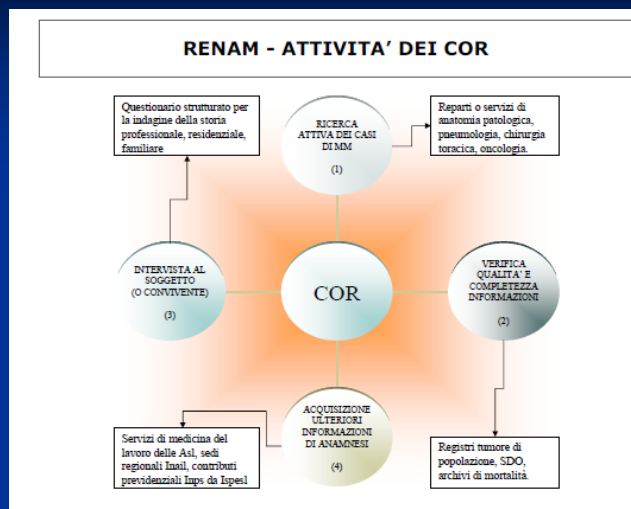 RENAM - ATTIVITA' DEI COR
Questionario strutturato per
la indagine della storia
professionale, residenziale,
familiare
RICERCA
ATTIVA DEI CASI
DI MM
(1)
Reparti o servizi di
anatomia patologica,
pneumologia, chirurgia
toracica, oncologia.
INTERVISTA AL
SOGGETTO
(O CONVIVENTE)
(3)
COR
VERIFICA
QUALITA' E
COMPLETEZZA
INFORMAZIONI
(2)
ACQUISIZIONE
ULTERIORI
INFORMAZIONI
DI ANAMNESI
(4)
Servizi di medicina del
lavoro delle Asl, sedi
regionali Inail, contributi
previdenziali Inps da Ispesl
Registri tumore di
popolazione, SDO,
archivi di mortalità.